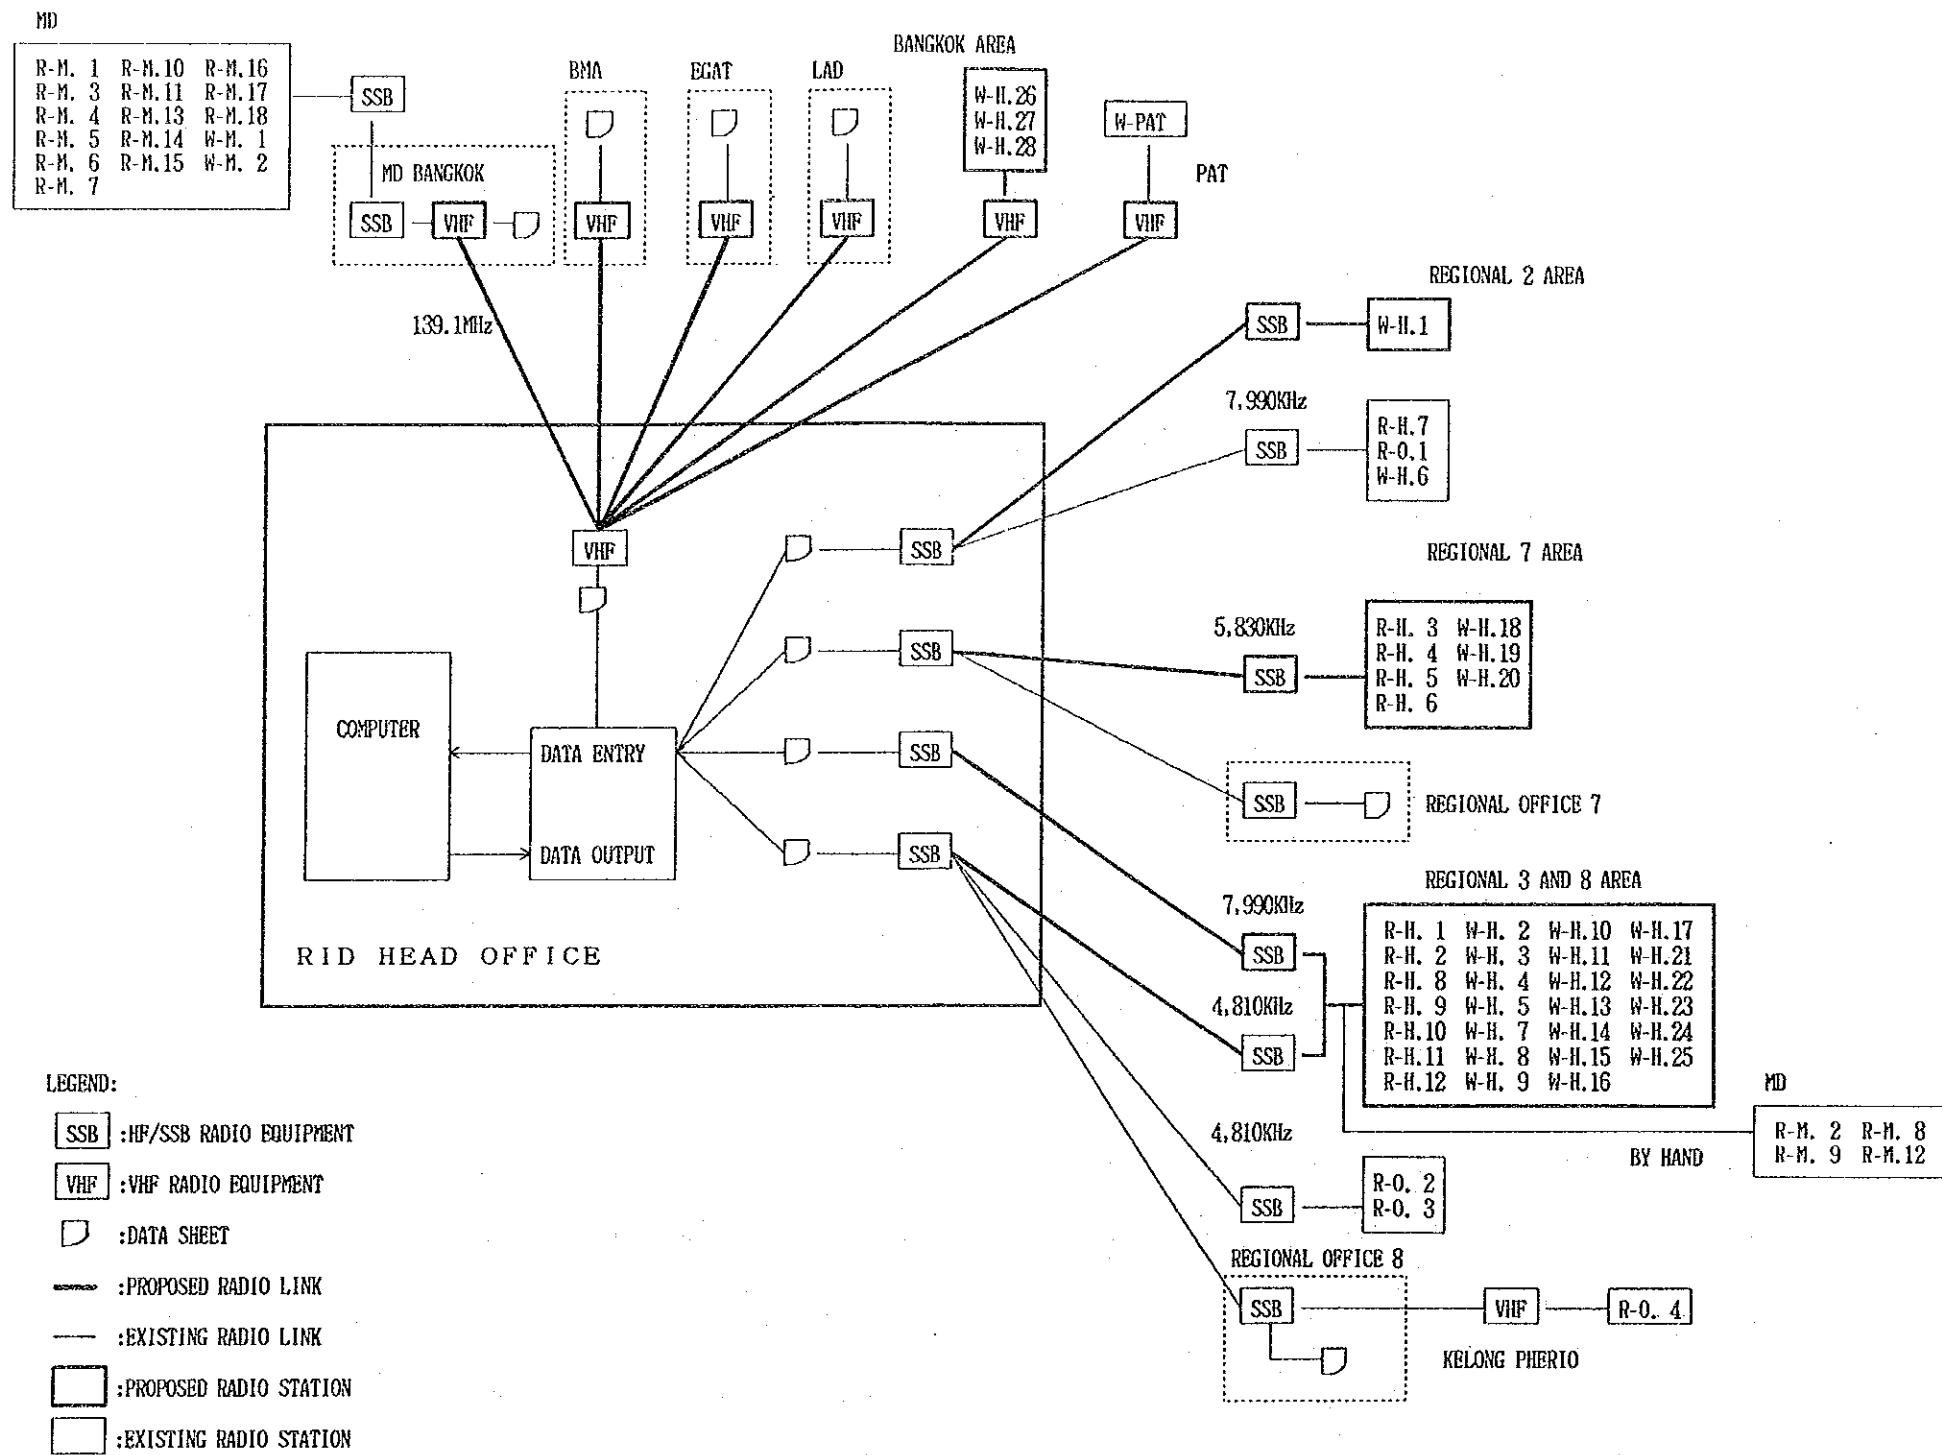 MD
R-M. 1 R-M.10 R-M.16
R-M. 3 R-M.11 R-M.17
R-M. 4 R-M.13 R-M.18
R-M. 5 R-M.14 W-M. 1
R-M. 6 R-M.15 W-M. 2
R-M. 7
SSB
MD BANGKOK
SSB VHF
BMA
VHF
EGAT
VHF
LAD
VHF
BANGKOK AREA
W-H.26
W-H.27
W-H.28
VHF
W-PAT
PAT
VHF
139.1MHz
REGIONAL 2 AREA
SSB
W-H.1
7,990KHz
SSB
R-H.7
R-O.1
W-H.6
VHF
SSB
REGIONAL 7 AREA
5,830KHz
SSB
SSB
R-H. 3 W-H.18
R-H. 4 W-H.19
R-H. 5 W-H.20
R-H. 6
COMPUTER
DATA ENTRY
DATA OUTPUT
SSB
SSB
REGIONAL OFFICE 7
SSB
RID HEAD OFFICE
REGIONAL 3 AND 8 AREA
7,990KHz
SSB
4,810KHz
SSB
R-H. 1 W-H. 2 W-H.10 W-H.17
R-H. 2 W-H. 3 W-H.11 W-H.21
R-H. 8 W-H. 4 W-H.12 W-H.22
R-H. 9 W-H. 5 W-H.13 W-H.23
R-H.10 W-H. 7 W-H.14 W-H.24
R-H.11 W-H. 8 W-H.15 W-H.25
R-H.12 W-H. 9 W-H.16
MD
R-M. 2 R-M. 8
R-M. 9 R-M.12
BY HAND
4,810KHz
SSB
R-O. 2
R-O. 3
REGIONAL OFFICE 8
SSB
VHF
R-O. 4
KELONG PHERIO
LEGEND:
SSB :HF/SSB RADIO EQUIPMENT
VHF :VHF RADIO EQUIPMENT
:DATA SHEET
:PROPOSED RADIO LINK
:EXISTING RADIO LINK
:PROPOSED RADIO STATION
:EXISTING RADIO STATION